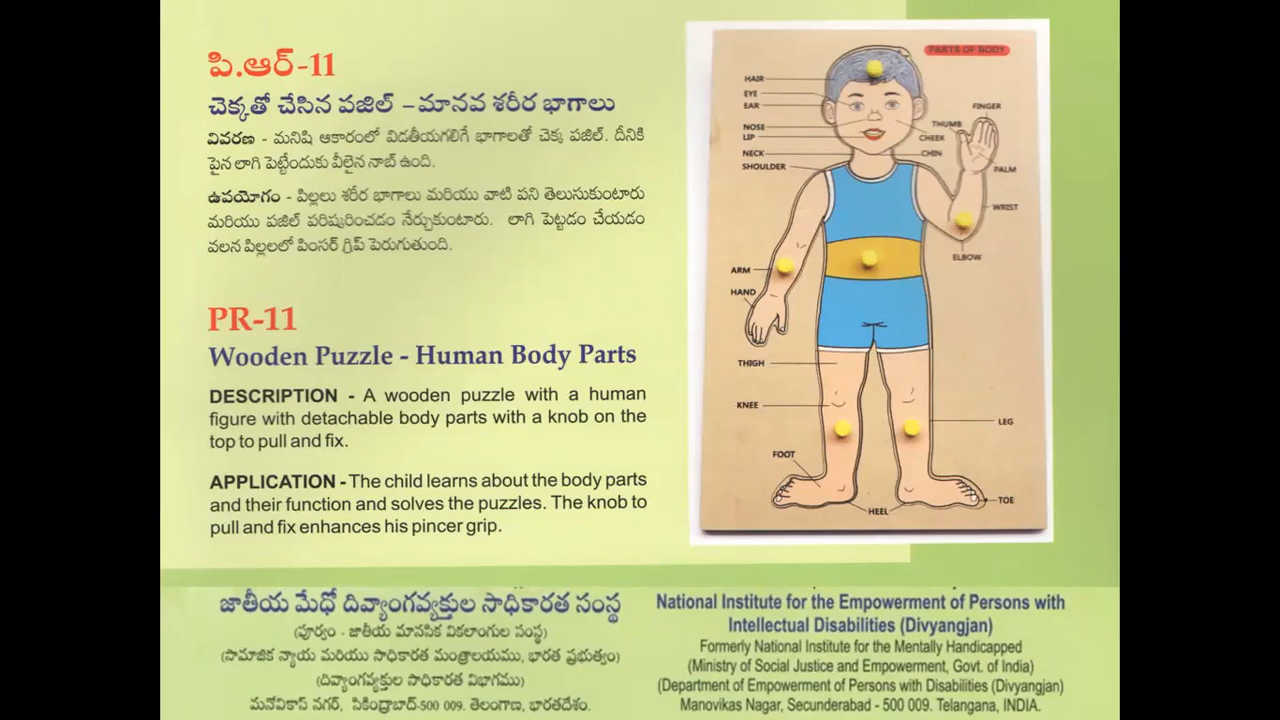 పి.ఆర్-11
చెక్కతో చేసిన పజిల్ – మానవ శరీర భాగాలు
వివరణ - మనిషి ఆకారంలో విడతీయగలిగే భాగాలతో చెక్క పజిల్. దీనికి
పైన లాగి పెట్టేందుకు వీలైన నాబ్ ఉంది.
ఉపయోగం - పిల్లలు శరీర భాగాలు మరియు వాటి పని తెలుసుకుంటారు
మరియు పజిల్ పరిష్కరించడం నేర్చుకుంటారు. లాగి పెట్టడం చేయడం
వలన పిల్లలలో పింసర్ గ్రిప్ పెరుగుతుంది.
PR-11
Wooden Puzzle - Human Body Parts
DESCRIPTION - A wooden puzzle with a human
figure with detachable body parts with a knob on the
top to pull and fix.
APPLICATION - The child learns about the body parts
and their function and solves the puzzles. The knob to
pull and fix enhances his pincer grip.
PARTS OF BODY
HAIR
EYE
EAR
NOSE
LIP
NECK
SHOULDER
FINGER
THUMB
CHEEK
CHIN
PALM
WRIST
ELBOW
ARM
HAND
THIGH
KNEE
LEG
FOOT
HEEL
TOE
జాతీయ మేధో దివ్యాంగవ్యక్తుల సాధికారత సంస్థ
(పూర్వం - జాతీయ మానసిక వికలాంగుల సంస్థ)
(సామాజిక న్యాయ మరియు సాధికారత మంత్రాలయము, భారత ప్రభుత్వం)
(దివ్యాంగవ్యక్తుల సాధికారత విభాగము)
మనోవికాస్ నగర్, సికింద్రాబాద్-500 009. తెలంగాణ, భారతదేశం.
National Institute for the Empowerment of Persons with
Intellectual Disabilities (Divyangjan)
Formerly National Institute for the Mentally Handicapped
(Ministry of Social Justice and Empowerment, Govt. of India)
(Department of Empowerment of Persons with Disabilities (Divyangjan)
Manovikas Nagar, Secunderabad - 500 009. Telangana, INDIA.